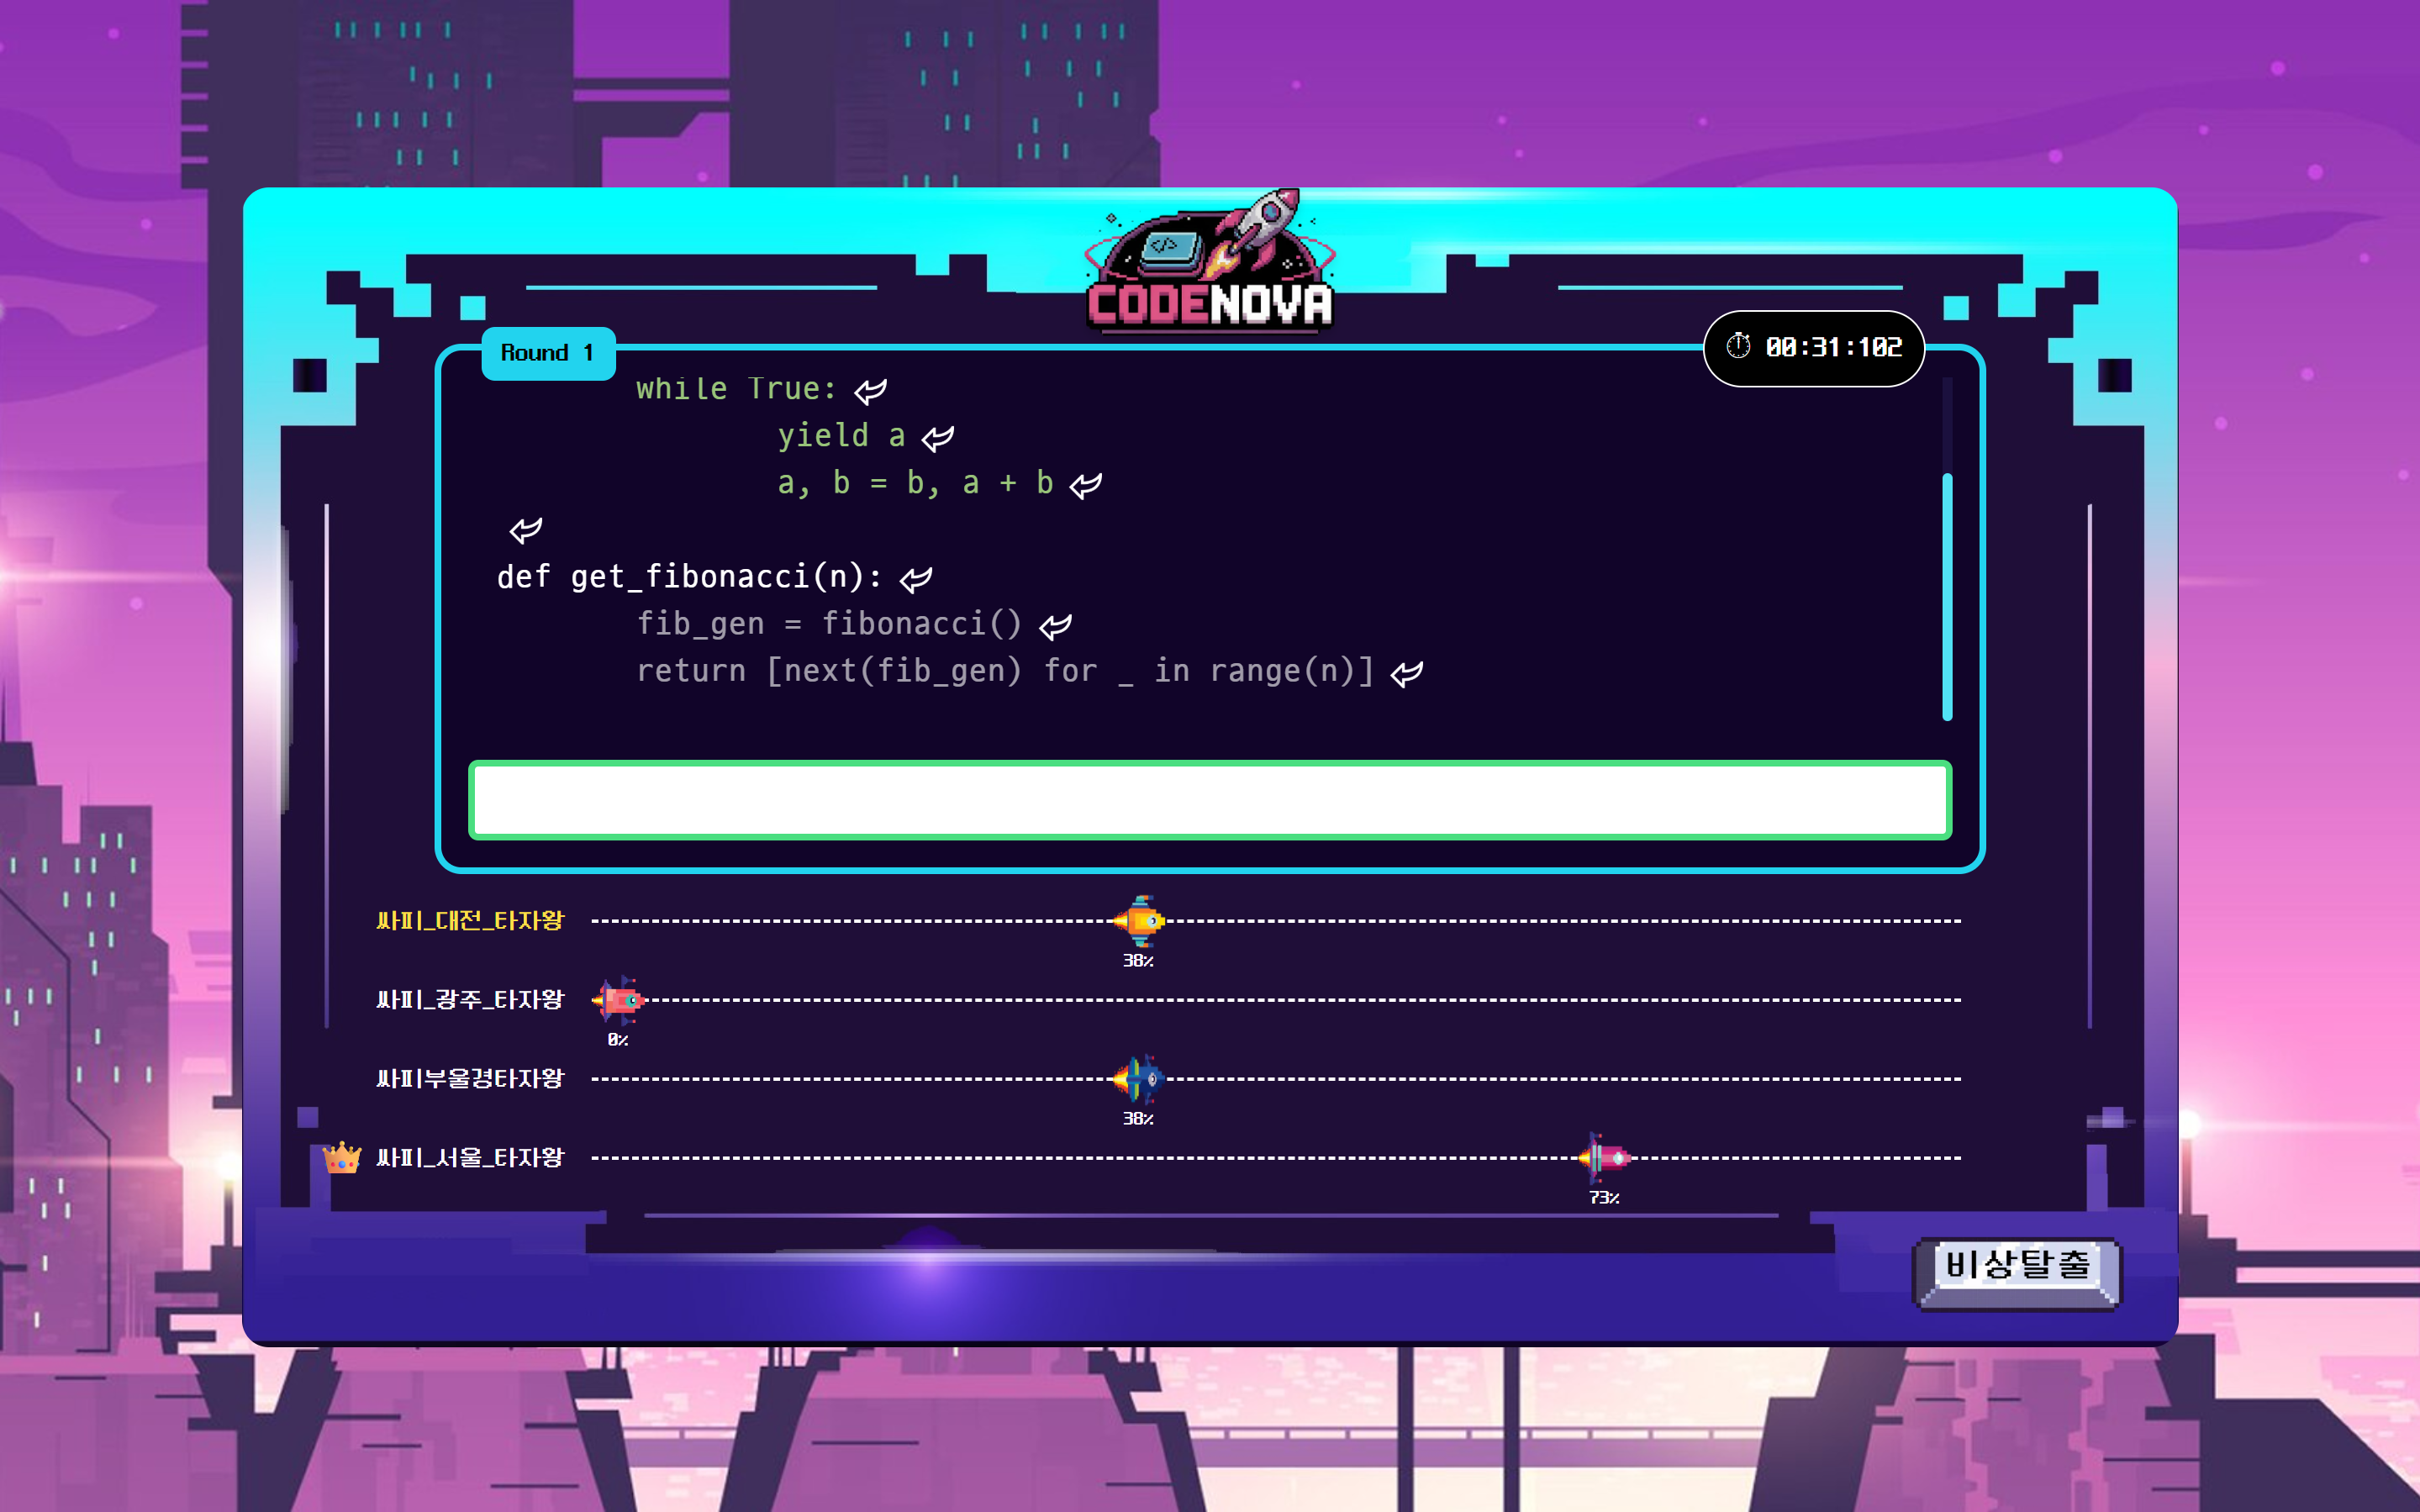 CODENOVA
Round 1
00:31:102
while True:
yield a
a, b = b, a + b
def get_fibonacci(n):
fib_gen = fibonacci()
return [next(fib_gen) for _ in range(n)]
싸피_대전_타자왕
38%
싸피_광주_타자왕
0%
싸피부울경타자왕
38%
싸피_서울_타자왕
73%
비상탈출